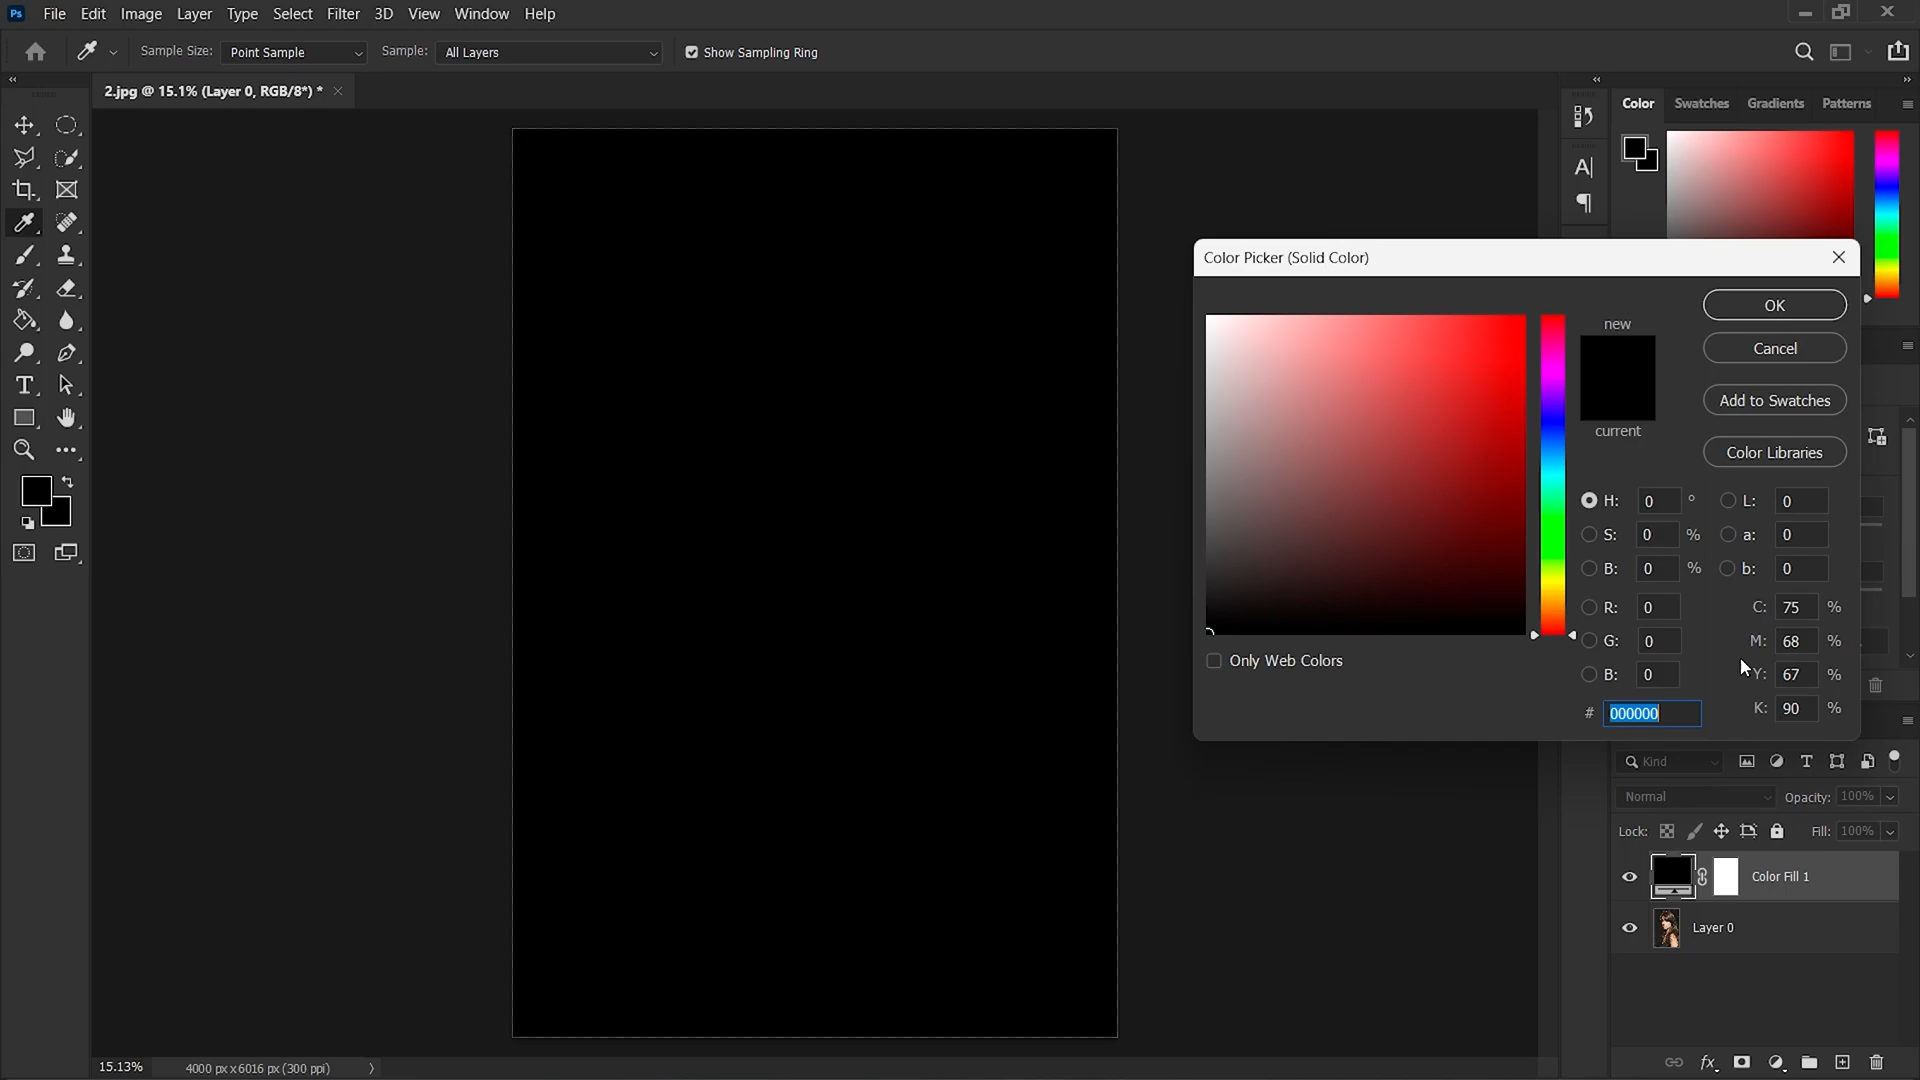 Ps File Edit Image Layer Type Select Filter 3D View Window Help
Sample Size: Point Sample Sample: All Layers Show Sampling Ring
2.jpg @ 15.1% (Layer 0, RGB/8*) *
Color Swatches Gradients Patterns
Color Picker (Solid Color)
OK
new
Cancel
Add to Swatches
current
Color Libraries
H: 0 ° L: 0
S: 0 % a: 0
B: 0 % b: 0
R: 0 C: 75 %
G: 0 M: 68 %
Only Web Colors
B: 0 Y: 67 %
# 000000 K: 90 %
Kind
Normal Opacity: 100%
Lock: Fill: 100%
Color Fill 1
Layer 0
15.13% 4000 px x 6016 px (300 ppi)